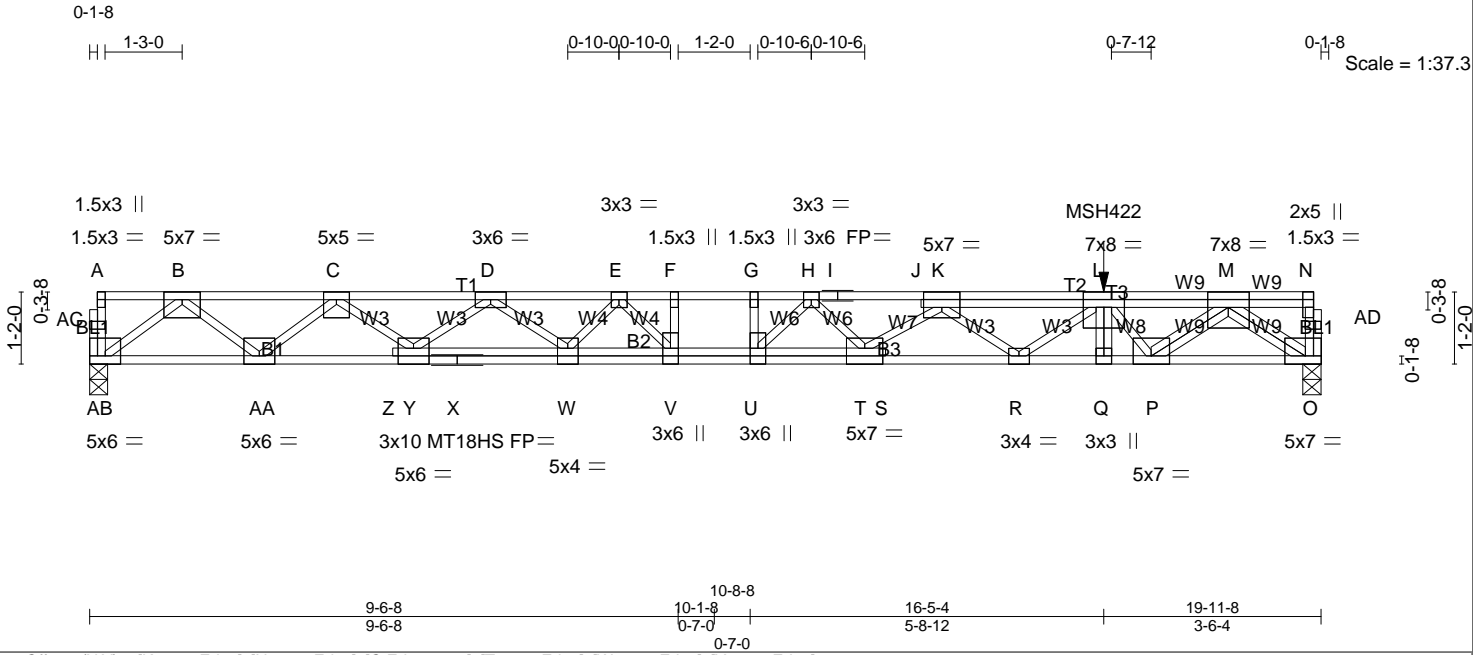 0-1-8
1-3-0 0-10-0 0-10-0 1-2-0 0-10-6 0-10-6 0-7-12 0-1-8
Scale = 1:37.3
1.5x3 || 3x3 = 3x3 = MSH422 2x5 ||
1.5x3 = 5x7 = 5x5 = 3x6 = 1.5x3 || 1.5x3 || 3x6 FP= 5x7 = 7x8 = 7x8 = 1.5x3 =
A B C D E F G H I J K L M N
T1 T2 T3 W9 W9
1-2-0 0-3-8 AC BL1 W3 W3 W3 W4 W4 W6 W6 W7 W3 W3 W8 W9 W9 BL1 AD 0-3-8 1-2-0
B1 B2 B3 0-1-8
AB AA Z Y X W V U T S R Q P O
5x6 = 5x6 = 3x10 MT18HS FP= 3x6 || 3x6 || 5x7 = 3x4 = 3x3 || 5x7 =
5x6 = 5x4 = 5x7 =
10-8-8
9-6-8 10-1-8 16-5-4 19-11-8
9-6-8 0-7-0 5-8-12 3-6-4
0-7-0